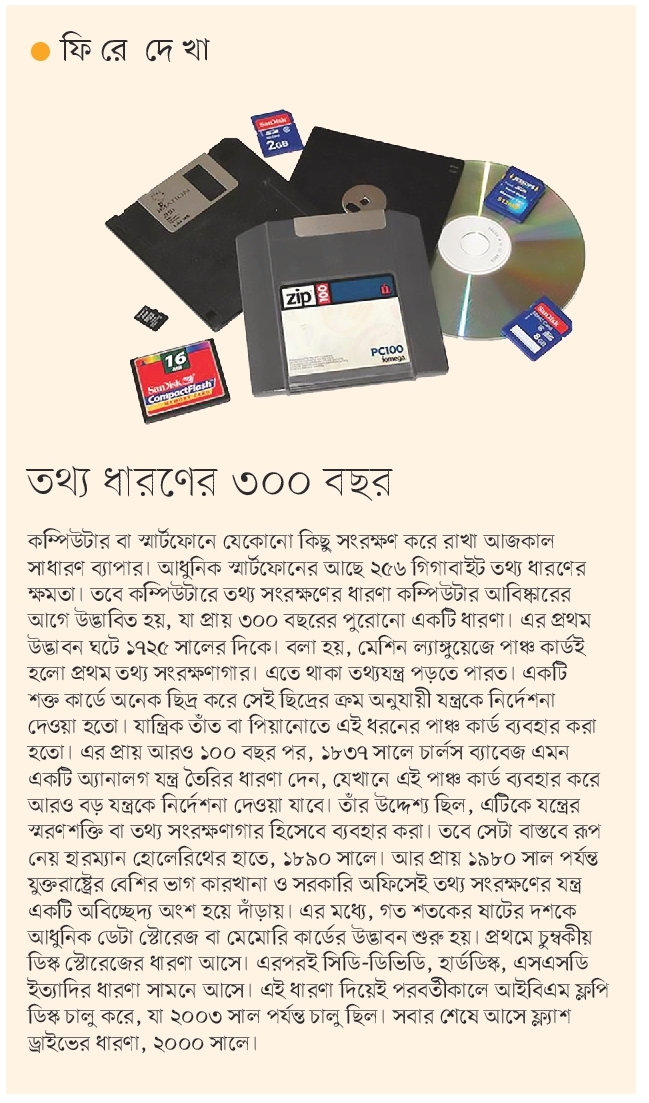 ফিরে দেখা
SanDisk
2GB
IMATION
zip 100
PC100
iomega
16
MB
SanDisk
CompactFlash
MEMORY CARD
SanDisk
8GB
তথ্য ধারণের ৩০০ বছর
কম্পিউটার বা স্মার্টফোনে যেকোনো কিছু সংরক্ষণ করে রাখা আজকাল
সাধারণ ব্যাপার। আধুনিক স্মার্টফোনের আছে ২৫৬ গিগাবাইট তথ্য ধারণের
ক্ষমতা। তবে কম্পিউটারে তথ্য সংরক্ষণের ধারণা কম্পিউটার আবিষ্কারের
আগে উদ্ভাবিত হয়, যা প্রায় ৩০০ বছরের পুরোনো একটি ধারণা। এর প্রথম
উদ্ভাবন ঘটে ১৭২৫ সালের দিকে। বলা হয়, মেশিন ল্যাঙ্গুয়েজে পাঞ্চ কার্ডই
হলো প্রথম তথ্য সংরক্ষণাগার। এতে থাকা তথ্যযন্ত্র পড়তে পারত। একটি
শক্ত কার্ডে অনেক ছিদ্র করে সেই ছিদ্রের ক্রম অনুযায়ী যন্ত্রকে নির্দেশনা
দেওয়া হতো। যান্ত্রিক তাঁত বা পিয়ানোতে এই ধরনের পাঞ্চ কার্ড ব্যবহার করা
হতো। এর প্রায় আরও ১০০ বছর পর, ১৮৩৭ সালে চার্লস ব্যাবেজ এমন
একটি অ্যানালগ যন্ত্র তৈরির ধারণা দেন, যেখানে এই পাঞ্চ কার্ড ব্যবহার করে
আরও বড় যন্ত্রকে নির্দেশনা দেওয়া যাবে। তাঁর উদ্দেশ্য ছিল, এটিকে যন্ত্রের
স্মরণশক্তি বা তথ্য সংরক্ষণাগার হিসেবে ব্যবহার করা। তবে সেটা বাস্তবে রূপ
নেয় হারম্যান হোলেরিথের হাতে, ১৮৯০ সালে। আর প্রায় ১৯৮০ সাল পর্যন্ত
যুক্তরাষ্ট্রের বেশির ভাগ কারখানা ও সরকারি অফিসেই তথ্য সংরক্ষণের যন্ত্র
একটি অবিচ্ছেদ্য অংশ হয়ে দাঁড়ায়। এর মধ্যে, গত শতকের ষাটের দশকে
আধুনিক ডেটা স্টোরেজ বা মেমোরি কার্ডের উদ্ভাবন শুরু হয়। প্রথমে চুম্বকীয়
ডিস্ক স্টোরেজের ধারণা আসে। এরপরই সিডি-ডিভিডি, হার্ডডিস্ক, এসএসডি
ইত্যাদির ধারণা সামনে আসে। এই ধারণা দিয়েই পরবর্তীকালে আইবিএম ফ্লপি
ডিস্ক চালু করে, যা ২০০৩ সাল পর্যন্ত চালু ছিল। সবার শেষে আসে ফ্ল্যাশ
ড্রাইভের ধারণা, ২০০০ সালে।